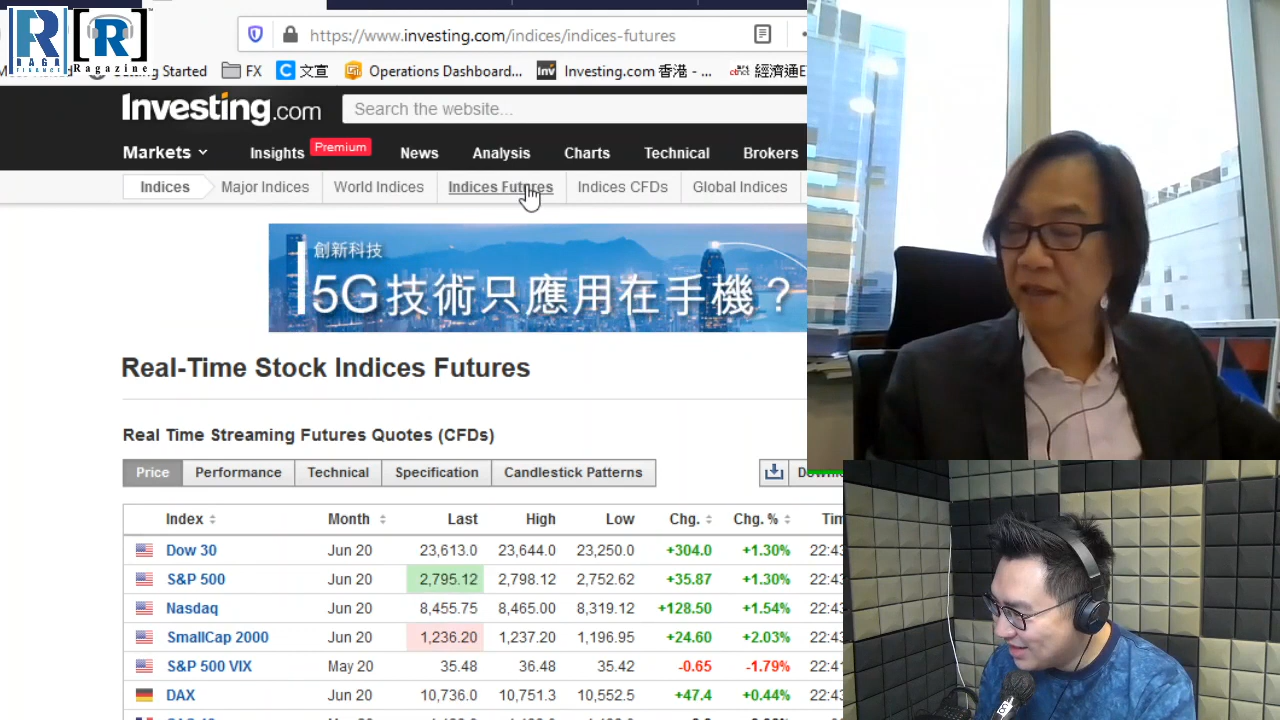 https://www.investing.com/indices/indices-futures
RAGA
FINANCE
Ragazine
Started
FX
文宣
Operations Dashboard...
Inv
Investing.com 香港 - ...
經濟通E
Investing.com
Search the website...
Markets
Insights
Premium
News
Analysis
Charts
Technical
Brokers
Indices
Major Indices
World Indices
Indices Futures
Indices CFDs
Global Indices
創新科技
5G技術只應用在手機？
Real-Time Stock Indices Futures
Real Time Streaming Futures Quotes (CFDs)
Price Performance Technical Specification Candlestick Patterns
Index Month Last High Low Chg. Chg. %
Dow 30 Jun 20 23,613.0 23,644.0 23,250.0 +304.0 +1.30% 22:43
S&P 500 Jun 20 2,795.12 2,798.12 2,752.62 +35.87 +1.30% 22:43
Nasdaq Jun 20 8,455.75 8,465.00 8,319.12 +128.50 +1.54% 22:43
SmallCap 2000 Jun 20 1,236.20 1,237.20 1,196.95 +24.60 +2.03% 22:43
S&P 500 VIX May 20 35.48 36.48 35.42 -0.65 -1.79% 22:41
DAX Jun 20 10,736.0 10,751.3 10,552.5 +47.4 +0.44% 22:43